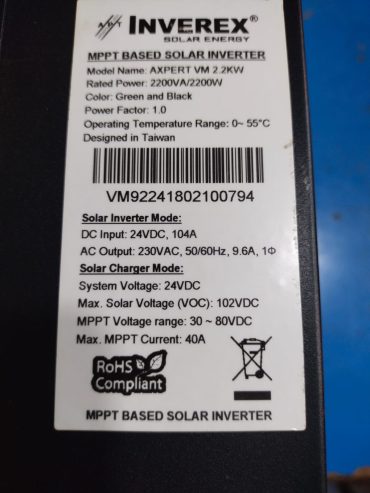 APT INVEREX®
SOLAR ENERGY
MPPT BASED SOLAR INVERTER
Model Name: AXPERT VM 2.2KW
Rated Power: 2200VA/2200W
Color: Green and Black
Power Factor: 1.0
Operating Temperature Range: 0~ 55°C
Designed in Taiwan
VM92241802100794
Solar Inverter Mode:
DC Input: 24VDC, 104A
AC Output: 230VAC, 50/60Hz, 9.6A, 1Φ
Solar Charger Mode:
System Voltage: 24VDC
Max. Solar Voltage (VOC): 102VDC
MPPT Voltage range: 30 ~ 80VDC
Max. MPPT Current: 40A
RoHS
Compliant
MPPT BASED SOLAR INVERTER